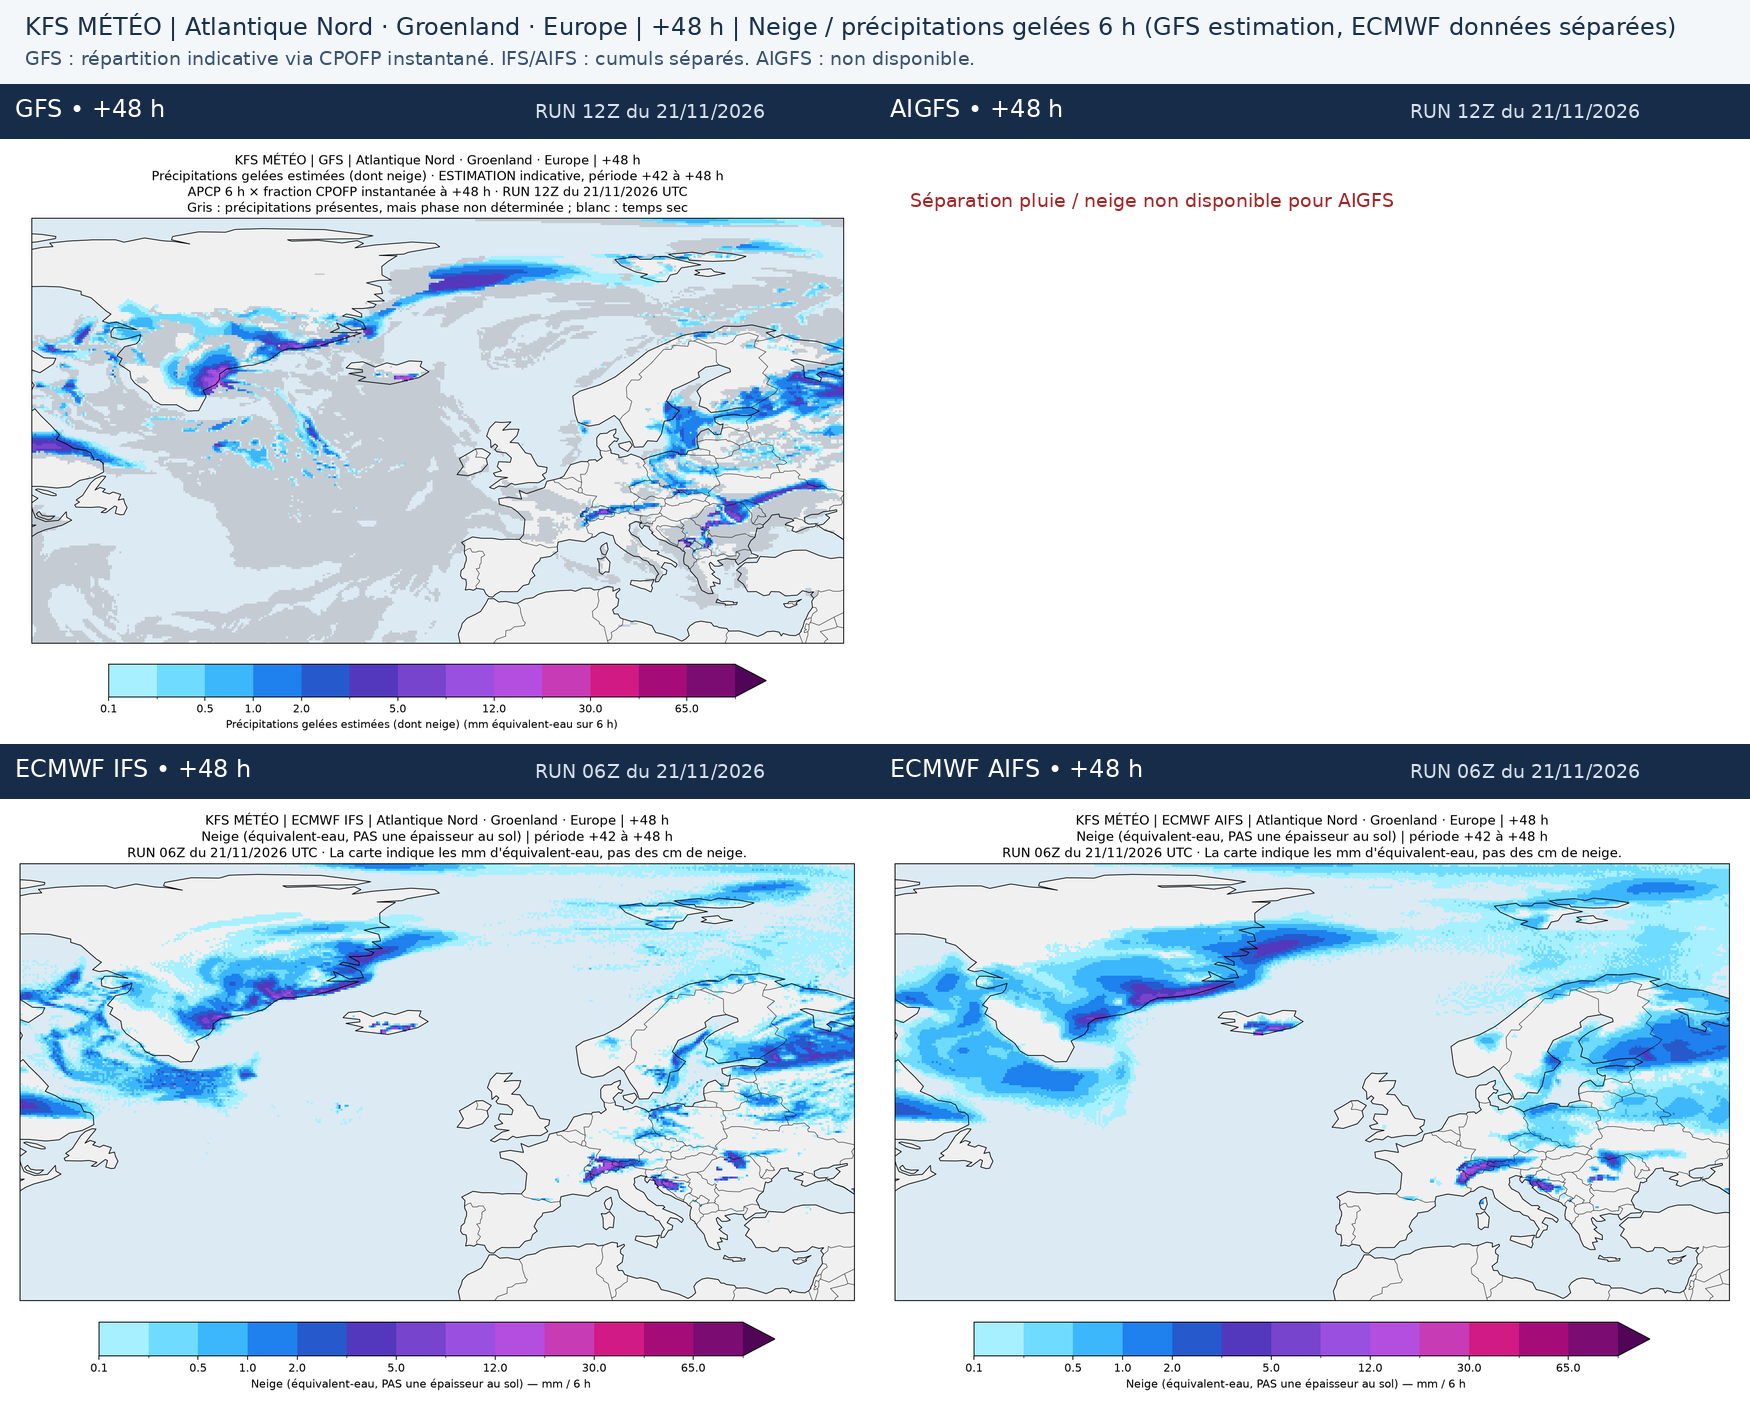 KFS MÉTÉO | Atlantique Nord · Groenland · Europe | +48 h | Neige / précipitations gelées 6 h (GFS estimation, ECMWF données séparées)
GFS : répartition indicative via CPOFP instantané. IFS/AIFS : cumuls séparés. AIGFS : non disponible.
GFS • +48 h
RUN 12Z du 21/11/2026
AIGFS • +48 h
RUN 12Z du 21/11/2026
KFS MÉTÉO | GFS | Atlantique Nord · Groenland · Europe | +48 h
Précipitations gelées estimées (dont neige) · ESTIMATION indicative, période +42 à +48 h
APCP 6 h × fraction CPOFP instantanée à +48 h · RUN 12Z du 21/11/2026 UTC
Gris : précipitations présentes, mais phase non déterminée ; blanc : temps sec
Séparation pluie / neige non disponible pour AIGFS
0.1 0.5 1.0 2.0 5.0 12.0 30.0 65.0
Précipitations gelées estimées (dont neige) (mm équivalent-eau sur 6 h)
ECMWF IFS • +48 h
RUN 06Z du 21/11/2026
ECMWF AIFS • +48 h
RUN 06Z du 21/11/2026
KFS MÉTÉO | ECMWF IFS | Atlantique Nord · Groenland · Europe | +48 h
Neige (équivalent-eau, PAS une épaisseur au sol) | période +42 à +48 h
RUN 06Z du 21/11/2026 UTC · La carte indique les mm d'équivalent-eau, pas des cm de neige.
KFS MÉTÉO | ECMWF AIFS | Atlantique Nord · Groenland · Europe | +48 h
Neige (équivalent-eau, PAS une épaisseur au sol) | période +42 à +48 h
RUN 06Z du 21/11/2026 UTC · La carte indique les mm d'équivalent-eau, pas des cm de neige.
0.1 0.5 1.0 2.0 5.0 12.0 30.0 65.0
Neige (équivalent-eau, PAS une épaisseur au sol) — mm / 6 h
0.1 0.5 1.0 2.0 5.0 12.0 30.0 65.0
Neige (équivalent-eau, PAS une épaisseur au sol) — mm / 6 h